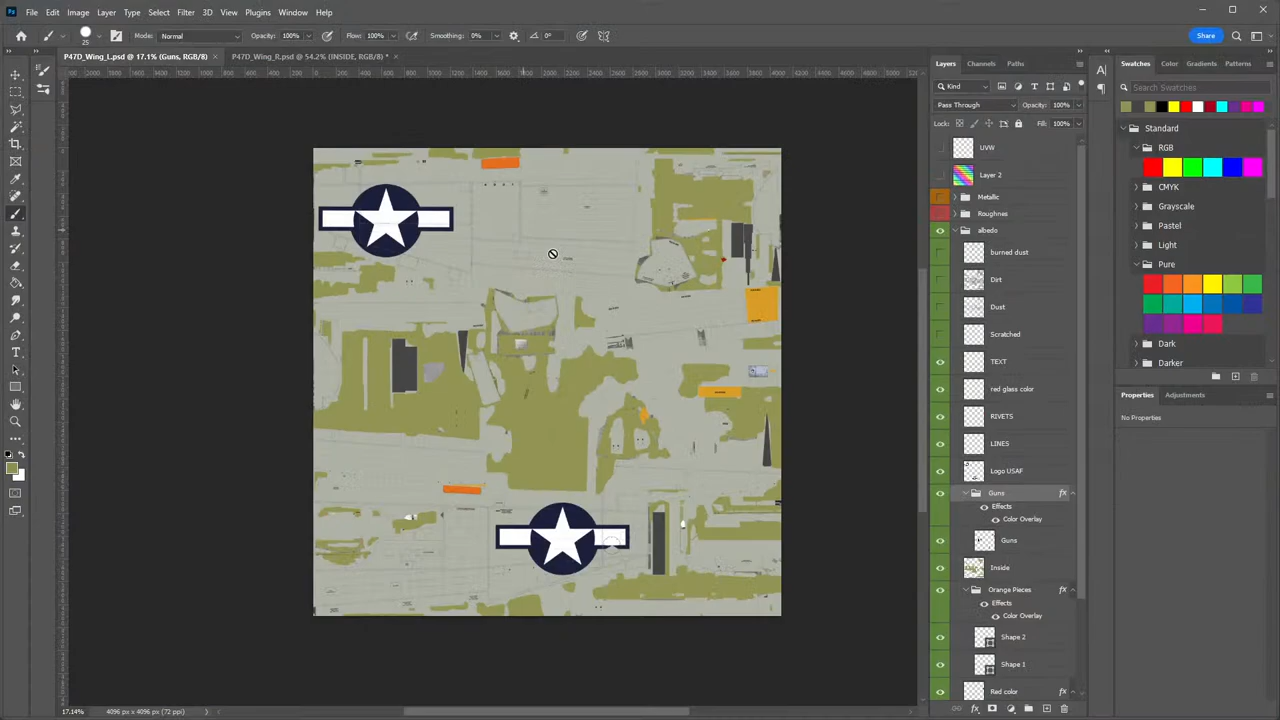 File Edit Image Layer Type Select Filter 3D View Plugins Window Help
25 Mode: Normal Opacity: 100% Flow: 100% Smoothing: 0% 0° Share
P47D_Wing_L.psd @ 17.1% (Guns, RGB/8) × P47D_Wing_R.psd @ 54.2% (INSIDE, RGB/8) * ×
Layers Channels Paths
Kind
Pass Through Opacity: 100%
Lock: Fill: 100%
UVW
Layer 2
Metallic
Roughnes
albedo
burned dust
Dirt
Dust
Scratched
TEXT
red glass color
RIVETS
LINES
Logo USAF
Guns fx
Effects
Color Overlay
Guns
Inside
Orange Pieces fx
Effects
Color Overlay
Shape 2
Shape 1
Red color fx
Swatches Color Gradients Patterns
Search Swatches
Standard
RGB
CMYK
Grayscale
Pastel
Light
Pure
Dark
Darker
Properties Adjustments
No Properties
17.14% 4096 px x 4096 px (72 ppi)